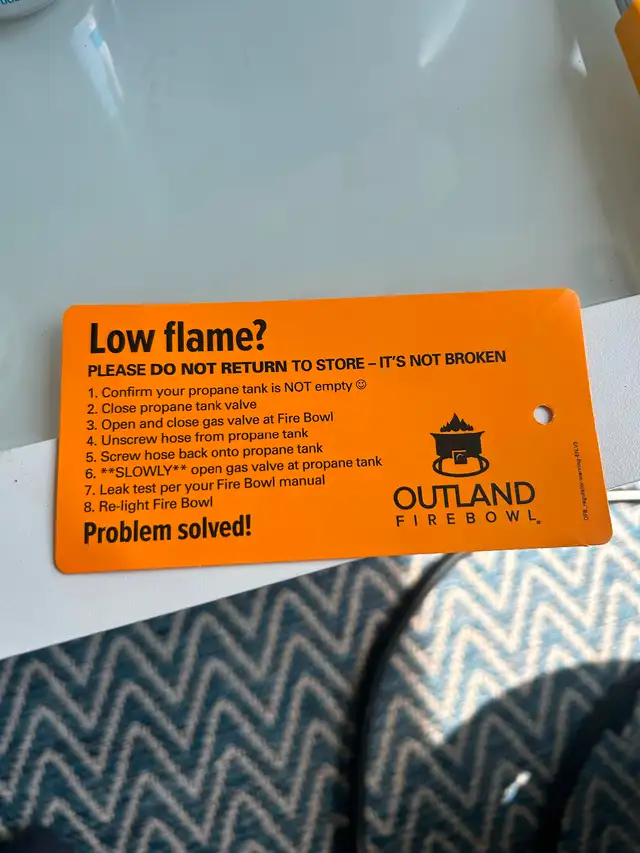 Low flame?
PLEASE DO NOT RETURN TO STORE – IT'S NOT BROKEN
1. Confirm your propane tank is NOT empty ☺
2. Close propane tank valve
3. Open and close gas valve at Fire Bowl
4. Unscrew hose from propane tank
5. Screw hose back onto propane tank
6. **SLOWLY** open gas valve at propane tank
7. Leak test per your Fire Bowl manual
8. Re-light Fire Bowl
Problem solved!
OUTLAND
FIREBOWL